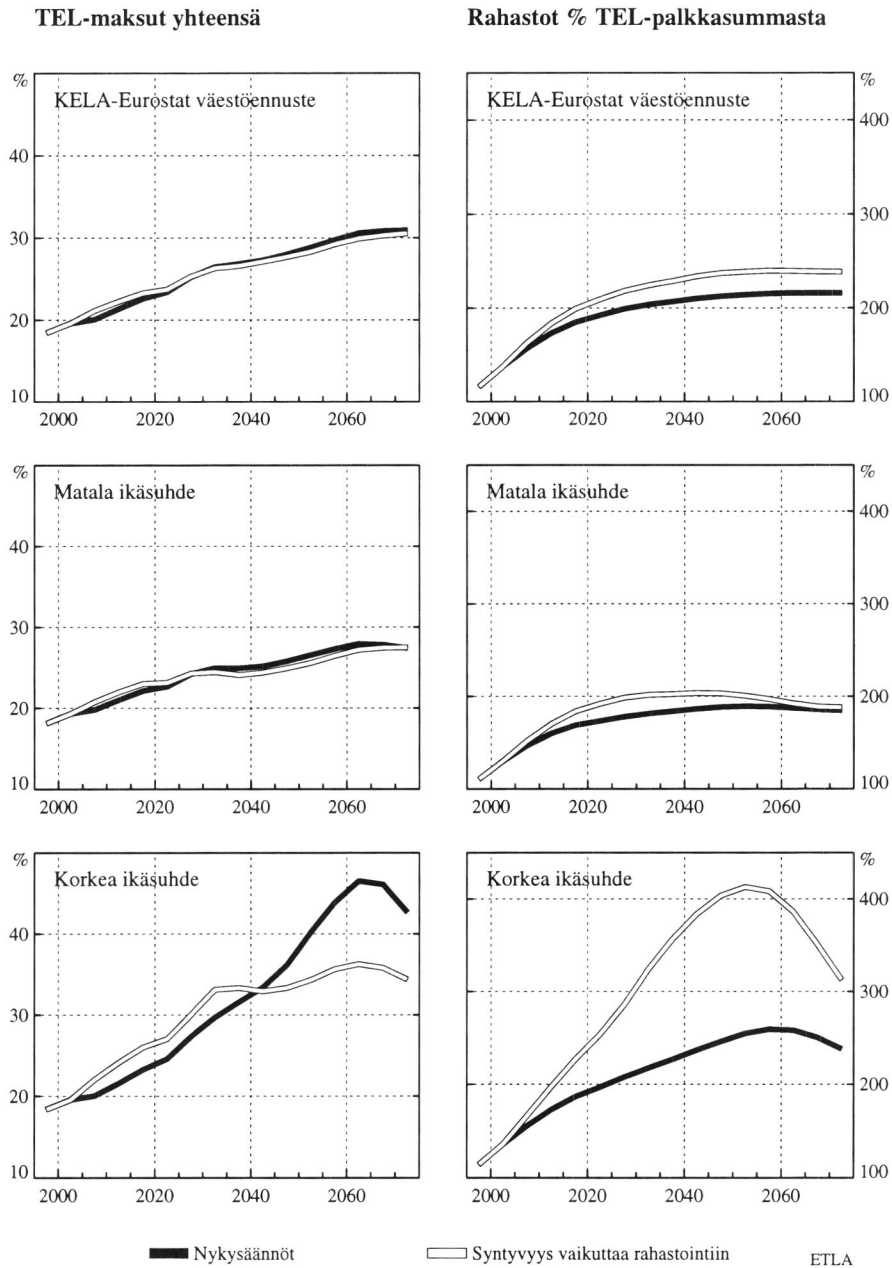 TEL-maksut yhteensä
Rahastot % TEL-palkkasummasta
%
KELA-Eurostat väestöennuste
40
30
20
10
2000 2020 2040 2060
KELA-Eurostat väestöennuste
%
400
300
200
100
2000 2020 2040 2060
%
Matala ikäsuhde
40
30
20
10
2000 2020 2040 2060
Matala ikäsuhde
%
400
300
200
100
2000 2020 2040 2060
%
Korkea ikäsuhde
40
30
20
10
2000 2020 2040 2060
Korkea ikäsuhde
%
400
300
200
100
2000 2020 2040 2060
Nykysäännöt
Syntyvyys vaikuttaa rahastointiin
ETLA